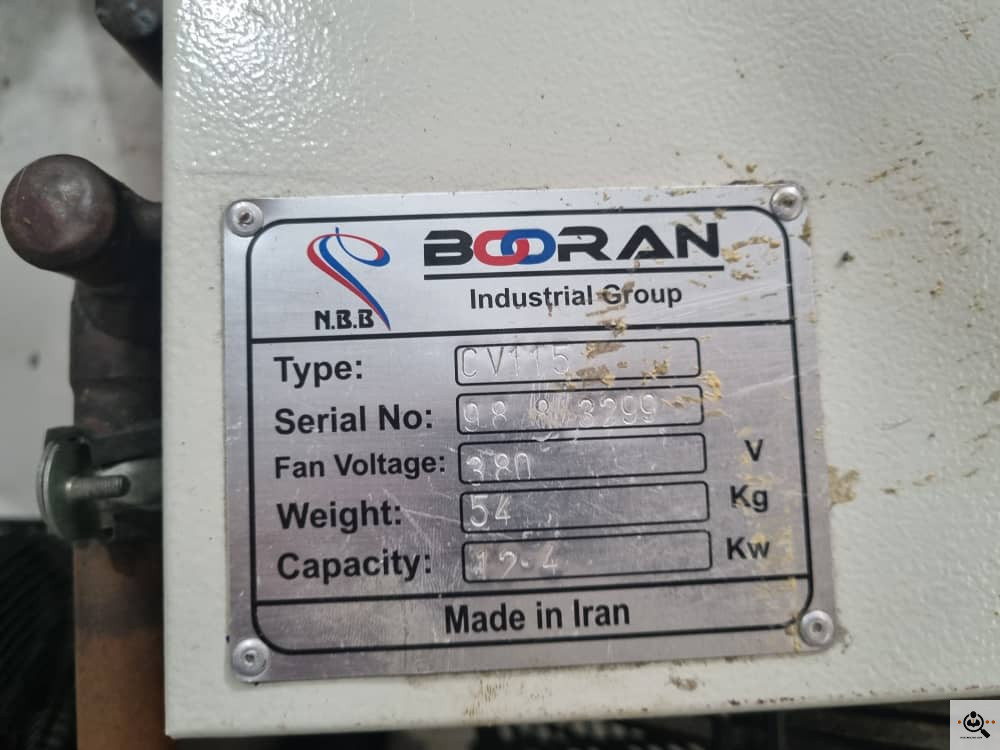 N.B.B
BOORAN
Industrial Group
Type: CV115
Serial No: 98 8 3299
Fan Voltage: 380 V
Weight: 54 Kg
Capacity: 12.4 Kw
Made in Iran